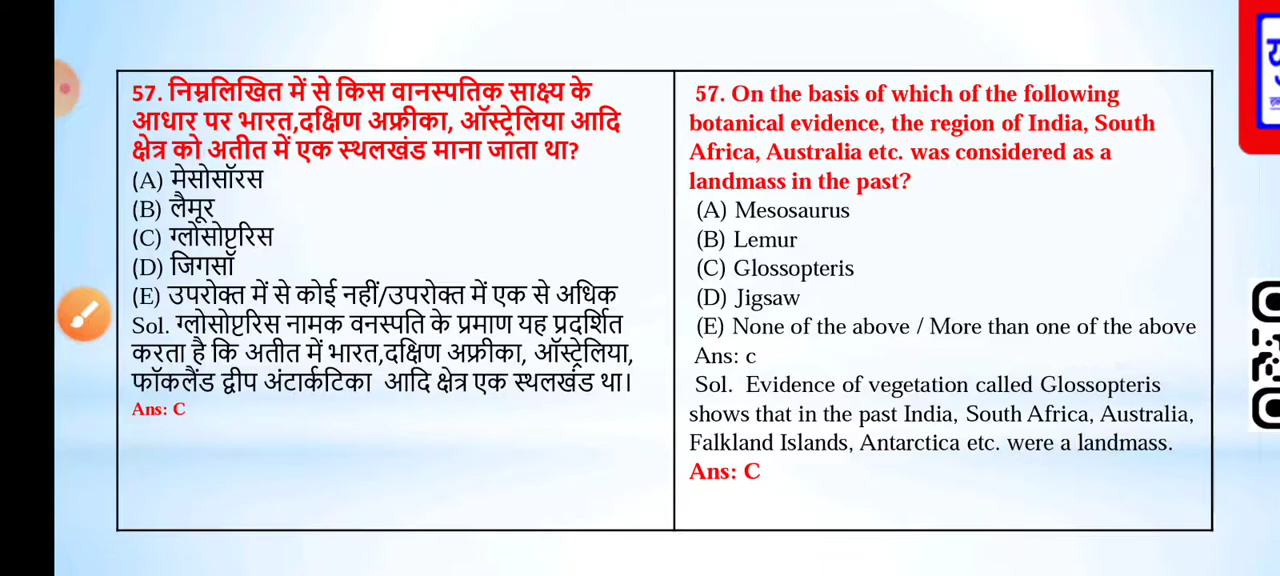 57. निम्नलिखित में से किस वानस्पतिक साक्ष्य के
आधार पर भारत,दक्षिण अफ्रीका, ऑस्ट्रेलिया आदि
क्षेत्र को अतीत में एक स्थलखंड माना जाता था?
(A) मेसोसॉरस
(B) लैमूर
(C) ग्लोसोप्टरिस
(D) जिगसॉ
(E) उपरोक्त में से कोई नहीं/उपरोक्त में एक से अधिक
Sol. ग्लोसोप्टरिस नामक वनस्पति के प्रमाण यह प्रदर्शित
करता है कि अतीत में भारत,दक्षिण अफ्रीका, ऑस्ट्रेलिया,
फॉकलैंड द्वीप अंटार्कटिका आदि क्षेत्र एक स्थलखंड था।
Ans: C
57. On the basis of which of the following
botanical evidence, the region of India, South
Africa, Australia etc. was considered as a
landmass in the past?
(A) Mesosaurus
(B) Lemur
(C) Glossopteris
(D) Jigsaw
(E) None of the above / More than one of the above
Ans: c
Sol. Evidence of vegetation called Glossopteris
shows that in the past India, South Africa, Australia,
Falkland Islands, Antarctica etc. were a landmass.
Ans: C